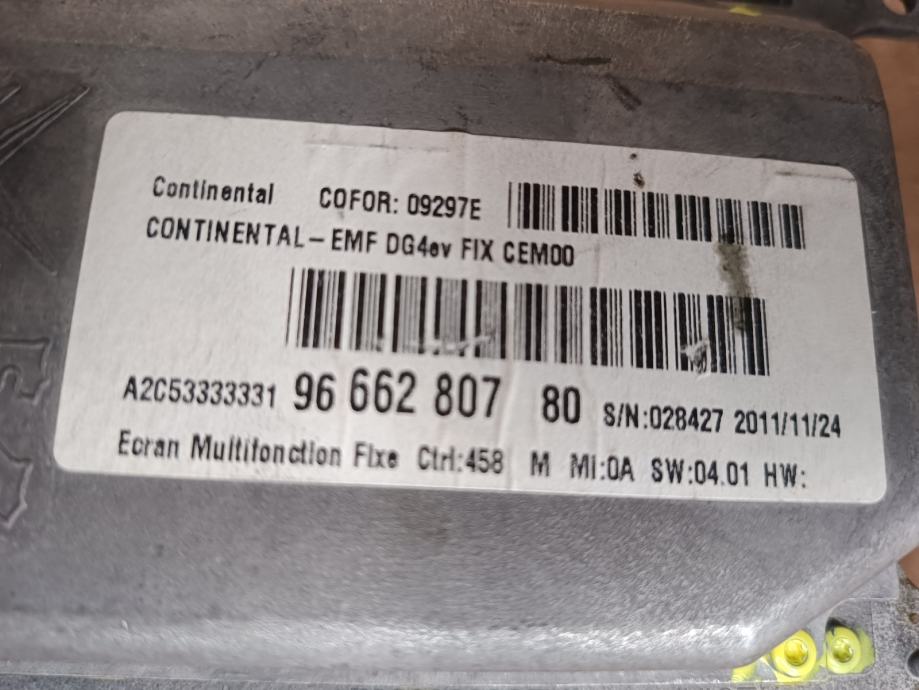 Continental COFOR: 09297E
CONTINENTAL-EMF DG4ev FIX CEM00
A2C53333331 96 662 807 80 S/N:028427 2011/11/24
Ecran Multifonction Fixe Ctrl:458 M Mi:0A SW:04.01 HW: